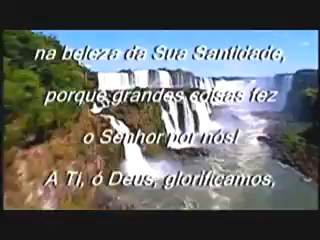 na beleza da Sua Santidade,
porque grandes coisas fez
o Senhor por nós!
A Ti, ó Deus, glorificamos,